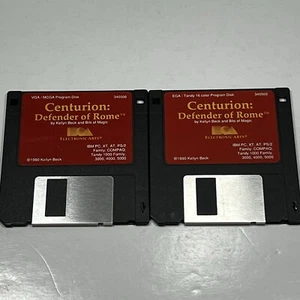 VGA / MCGA Program Disk
Centurion:
Defender of Rome™
by Kellyn Beck and Bits of Magic
ELECTRONIC ARTS®
IBM PC, XT, AT, PS/2
Family, COMPAQ,
Tandy 1000 Family,
3000, 4000, 5000
©1990 Kellyn Beck
EGA / Tandy 16-color Program Disk
Centurion:
Defender of Rome™
by Kellyn Beck and Bits of Magic
ELECTRONIC ARTS®
IBM PC, XT, AT, PS/2
Family, COMPAQ,
Tandy 1000 Family,
3000, 4000, 5000
©1990 Kellyn Beck